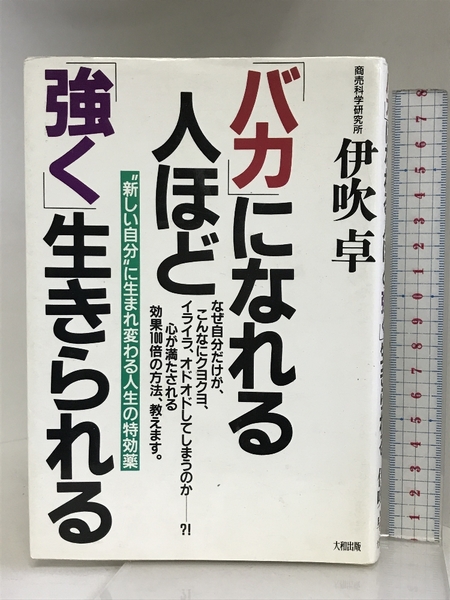 商売科学研究所
伊吹 卓
「バカ」になれる
人ほど
「強く」生きられる
“新しい自分”に生まれ変わる人生の特効薬
なぜ自分だけが、
こんなにクヨクヨ、
イライラ、オドオドしてしまうのか——?!
心が満たされる
効果100倍の方法、教えます。
大和出版